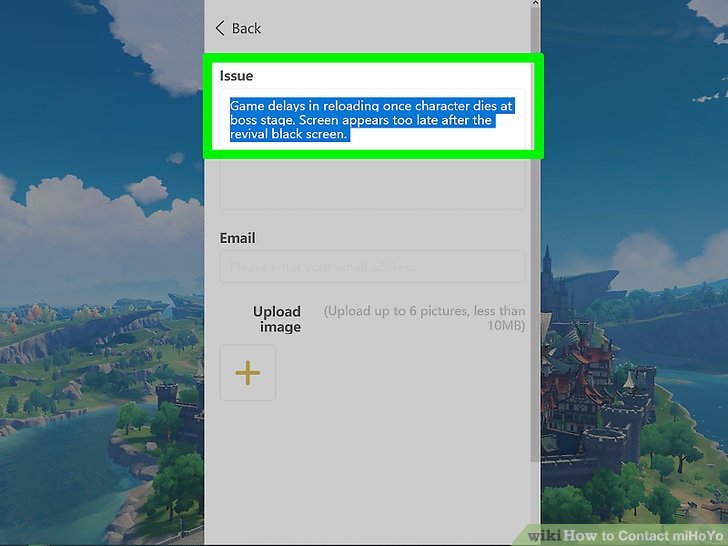 Back
Issue
Game delays in reloading once character dies at
boss stage. Screen appears too late after the
revival black screen.
Email
Please enter your email address
Upload (Upload up to 6 pictures, less than
image 10MB)
wikiHow to Contact miHoYo